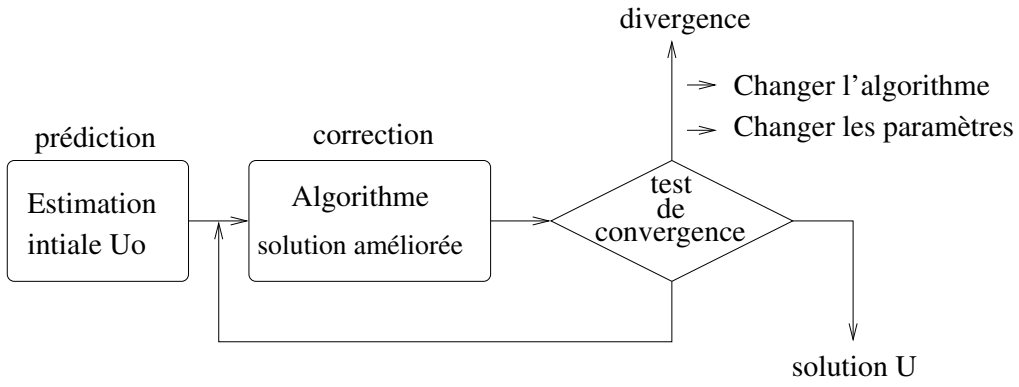 divergence
Changer l'algorithme
Changer les paramètres
prédiction
correction
Estimation
intiale Uo
Algorithme
solution améliorée
test
de
convergence
solution U